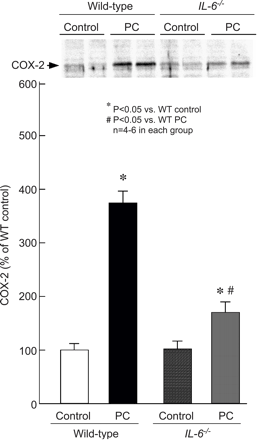 Wild-type IL-6-/-
Control PC Control PC
COX-2
600
* P<0.05 vs. WT control
# P<0.05 vs. WT PC
n=4-6 in each group
500
400
*
300
200
* #
100
0
COX-2 (% of WT control)
Control PC Control PC
Wild-type IL-6-/-